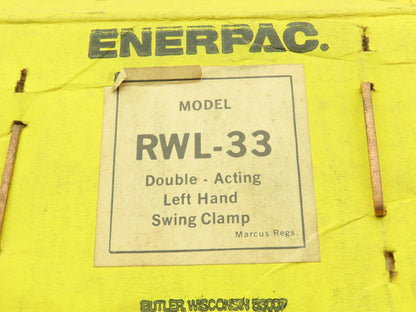 ENERPAC.
MODEL
RWL-33
Double - Acting
Left Hand
Swing Clamp
Marcus Regs.
BUTLER, WISCONSIN 53007